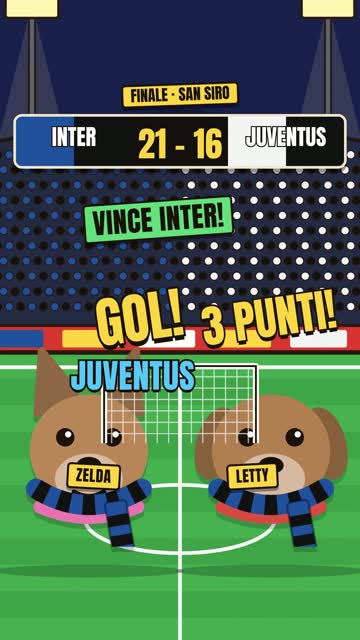 FINALE · SAN SIRO
INTER 21 - 16 JUVENTUS
VINCE INTER!
GOL! 3 PUNTI!
JUVENTUS
ZELDA LETTY